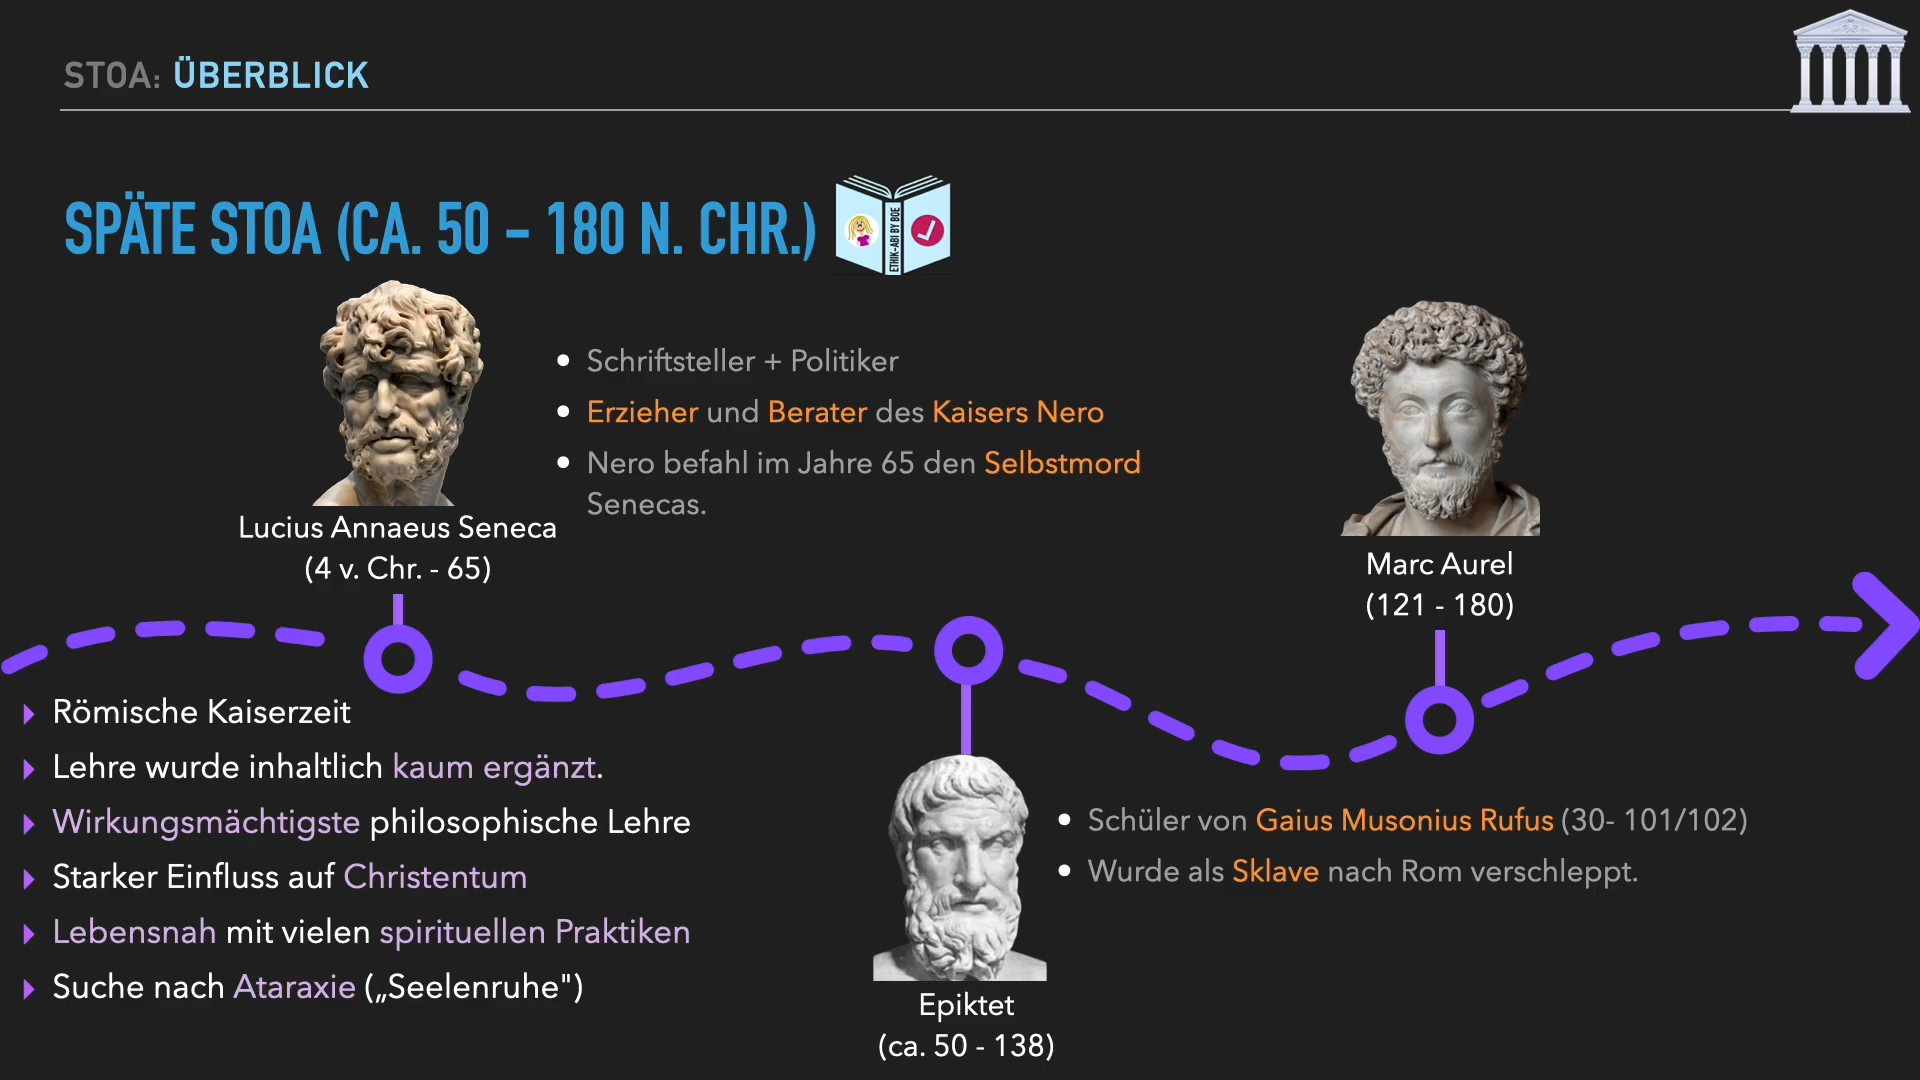 STOA: ÜBERBLICK
SPÄTE STOA (CA. 50 - 180 N. CHR.)
ETHIK-ABI BY BOE
Schriftsteller + Politiker
Erzieher und Berater des Kaisers Nero
Nero befahl im Jahre 65 den Selbstmord
Senecas.
Lucius Annaeus Seneca
(4 v. Chr. - 65)
Marc Aurel
(121 - 180)
Römische Kaiserzeit
Lehre wurde inhaltlich kaum ergänzt.
Wirkungsmächtigste philosophische Lehre
Starker Einfluss auf Christentum
Lebensnah mit vielen spirituellen Praktiken
Suche nach Ataraxie („Seelenruhe")
Schüler von Gaius Musonius Rufus (30- 101/102)
Wurde als Sklave nach Rom verschleppt.
Epiktet
(ca. 50 - 138)